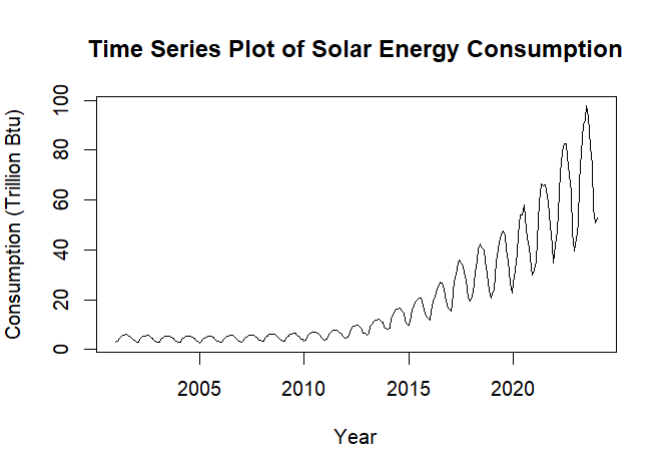 Time Series Plot of Solar Energy Consumption
Consumption (Trillion Btu)
100
80
60
40
20
0
2005 2010 2015 2020
Year